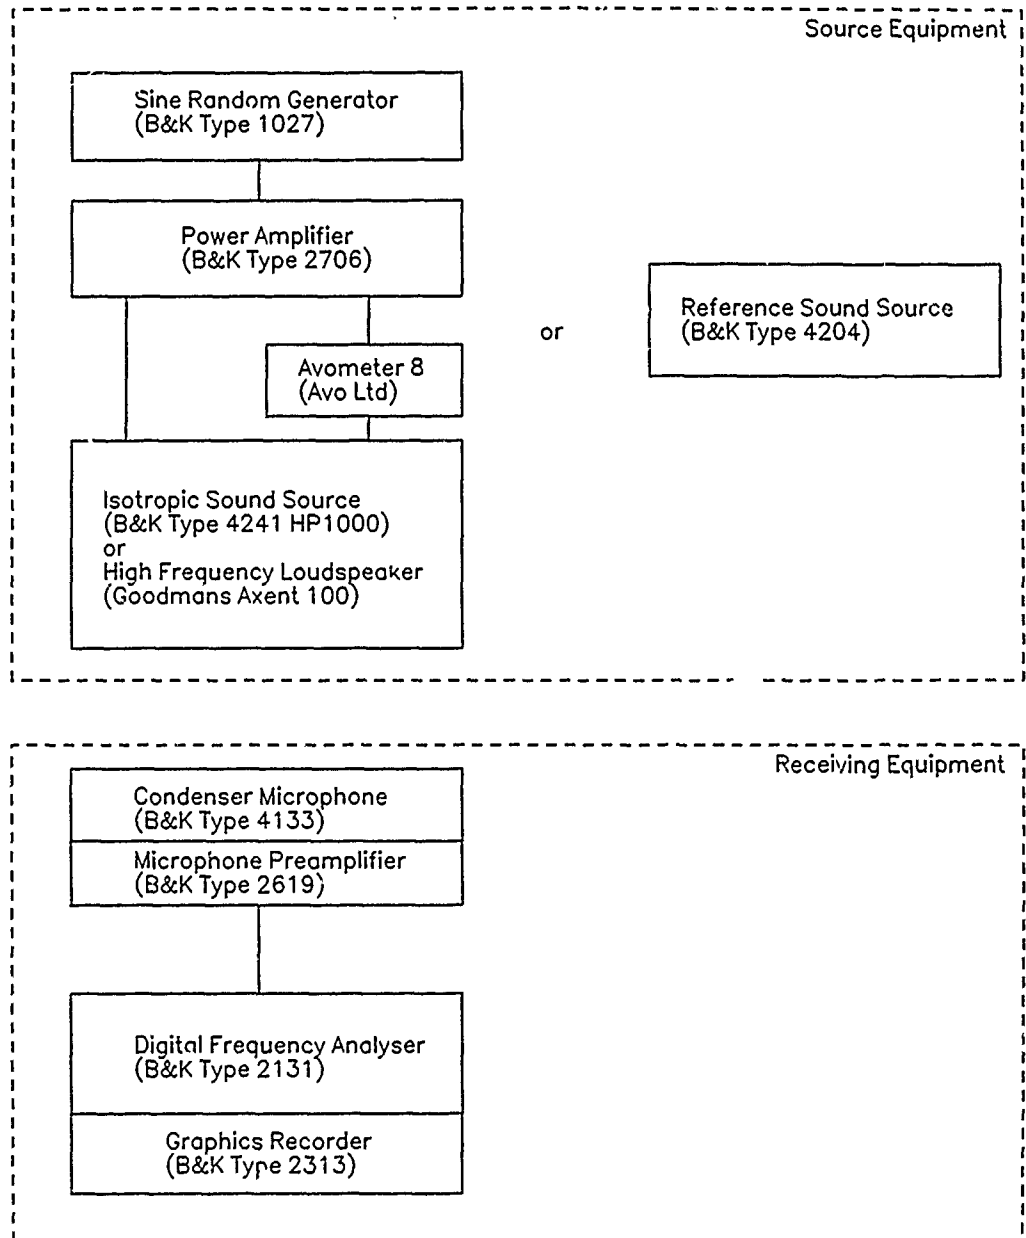 Source Equipment
Sine Random Generator
(B&K Type 1027)
Power Amplifier
(B&K Type 2706)
Avometer 8
(Avo Ltd)
Isotropic Sound Source
(B&K Type 4241 HP1000)
or
High Frequency Loudspeaker
(Goodmans Axent 100)
or
Reference Sound Source
(B&K Type 4204)
Receiving Equipment
Condenser Microphone
(B&K Type 4133)
Microphone Preamplifier
(B&K Type 2619)
Digital Frequency Analyser
(B&K Type 2131)
Graphics Recorder
(B&K Type 2313)